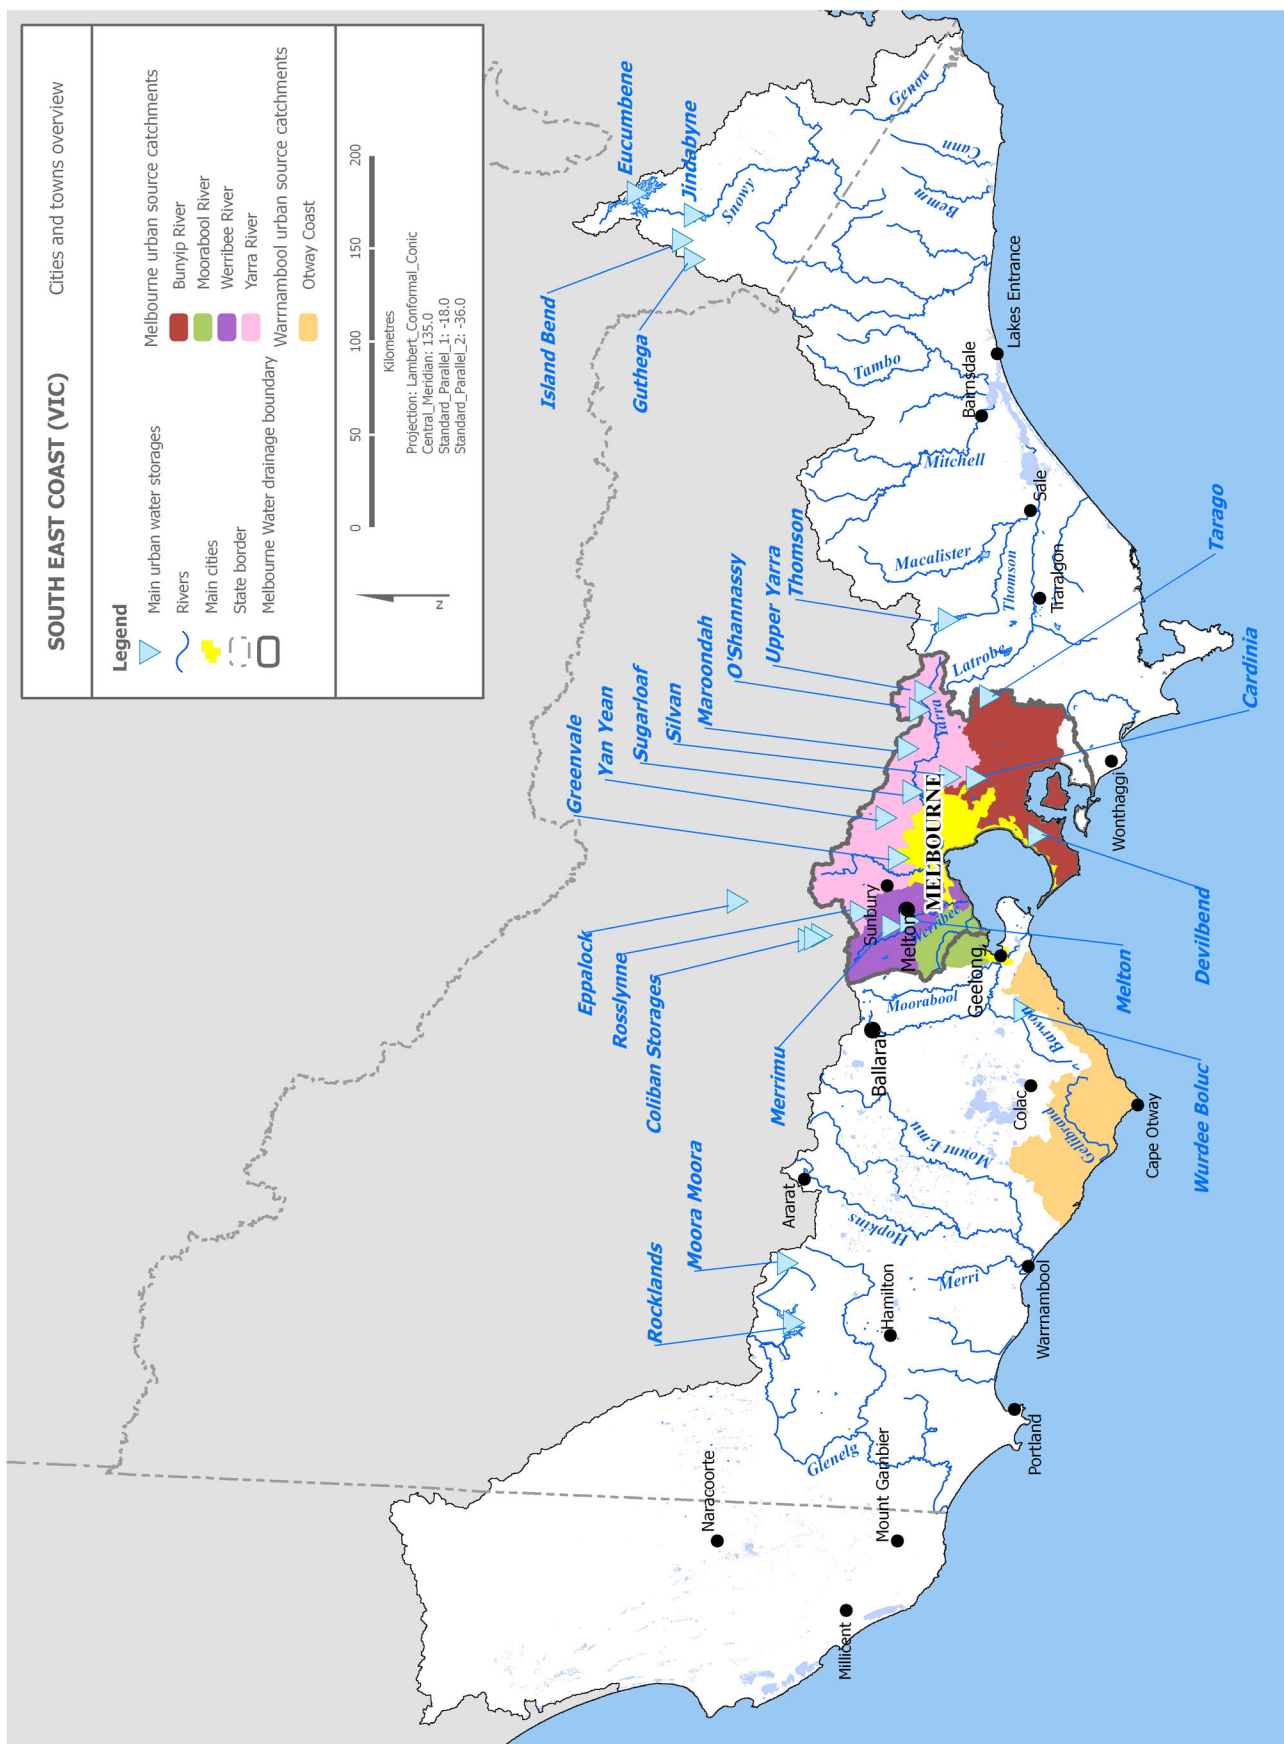 SOUTH EAST COAST (VIC)
Cities and towns overview
Legend
Main urban water storages
Rivers
Main cities
State border
Melbourne Water drainage boundary
Melbourne urban source catchments
Bunyip River
Moorabool River
Werribee River
Yarra River
Warrnambool urban source catchments
Otway Coast
0
50
100
150
200
Kilometres
Projection: Lambert_Conformal_Conic
Central_Meridian: 135.0
Standard_Parallel_1: -18.0
Standard_Parallel_2: -36.0
N
Eucumbene
Jindabyne
Island Bend
Guthega
Snowy
Genoa
Cann
Bemm
Tambo
Lakes Entrance
Bairnsdale
Mitchell
Sale
Macalister
Thomson
Traralgon
Latrobe
Thomson
Upper Yarra
O'Shannassy
Maroondah
Silvan
Sugarloaf
Yan Yean
Greenvale
Tarago
Cardinia
Yarra
MELBOURNE
Wonthaggi
Devilbend
Sunbury
Melton
Werribee
Melton
Eppalock
Rosslynne
Coliban Storages
Merrimu
Geelong
Moorabool
Ballarat
Barwon
Wurdee Boluc
Colac
Gellibrand
Cape Otway
Mount Emu
Ararat
Hopkins
Moora Moora
Rocklands
Merri
Hamilton
Warrnambool
Portland
Glenelg
Naracoorte
Mount Gambier
Millicent